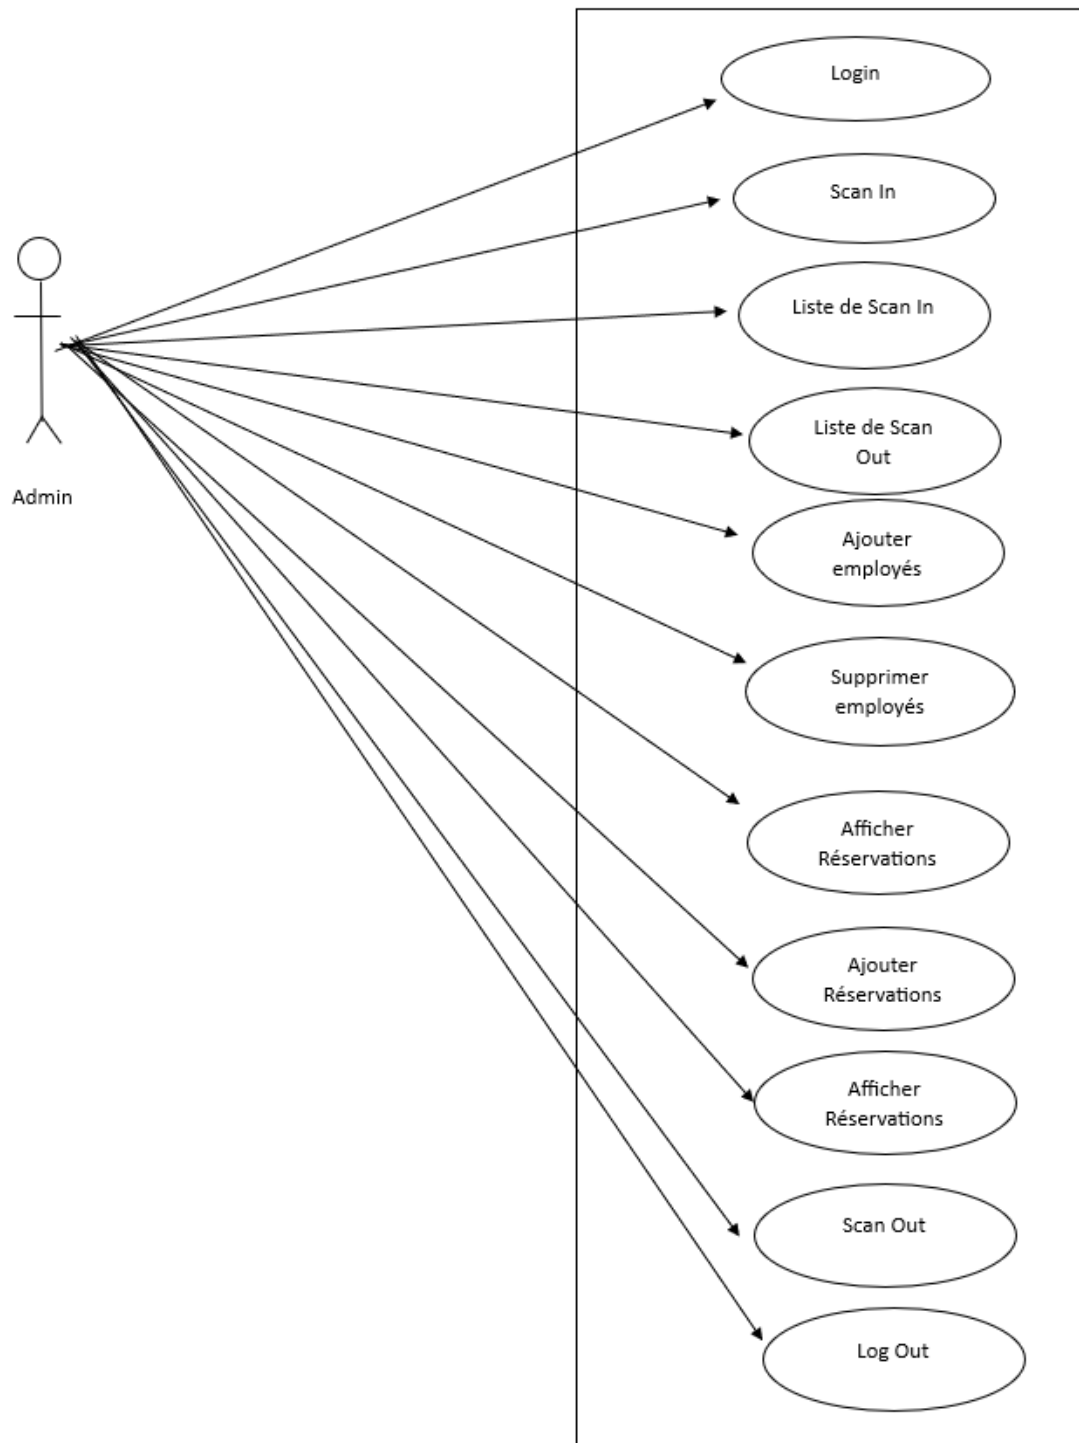 Login
Scan In
Liste de Scan In
Liste de Scan
Out
Admin
Ajouter
employés
Supprimer
employés
Afficher
Réservations
Ajouter
Réservations
Afficher
Réservations
Scan Out
Log Out